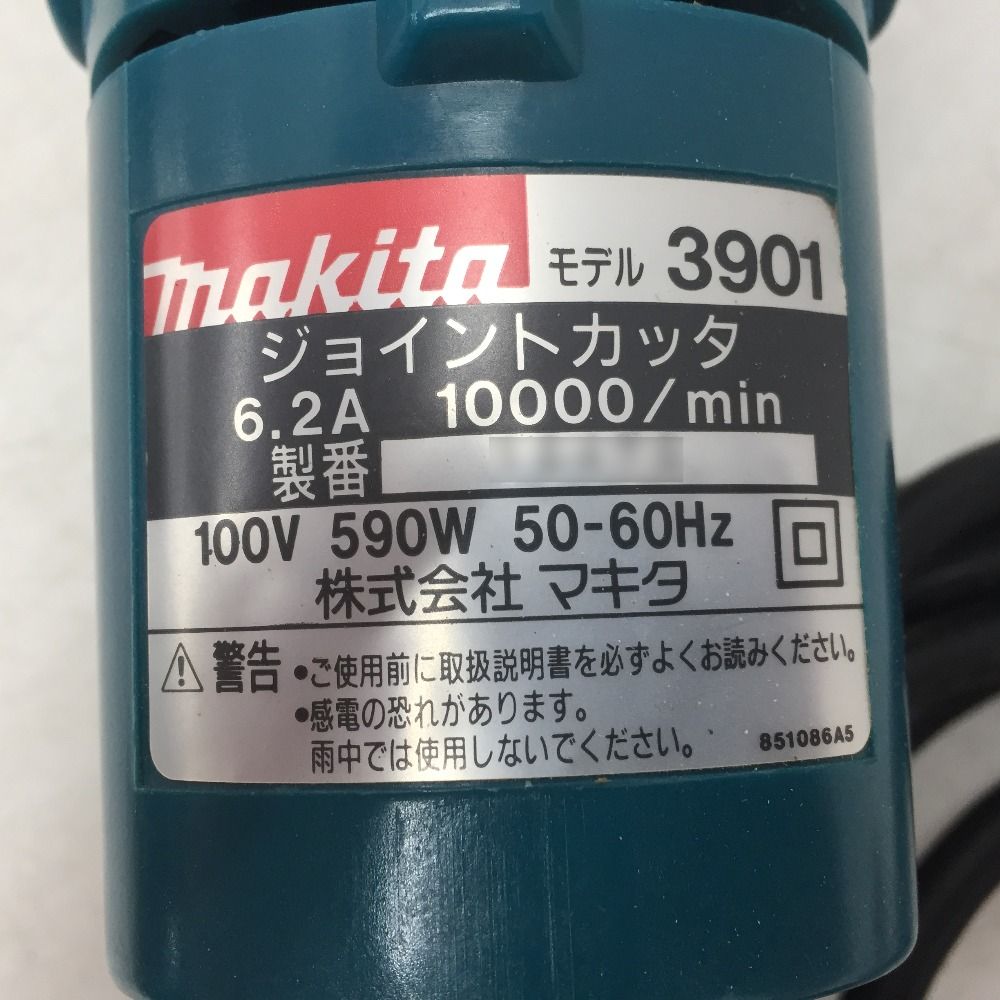 makita モデル 3901
ジョイントカッタ
6.2A 10000/min
製番
100V 590W 50-60Hz
株式会社 マキタ
警告 •ご使用前に取扱説明書を必ずよくお読みください。
•感電の恐れがあります。
雨中では使用しないでください。 851086A5